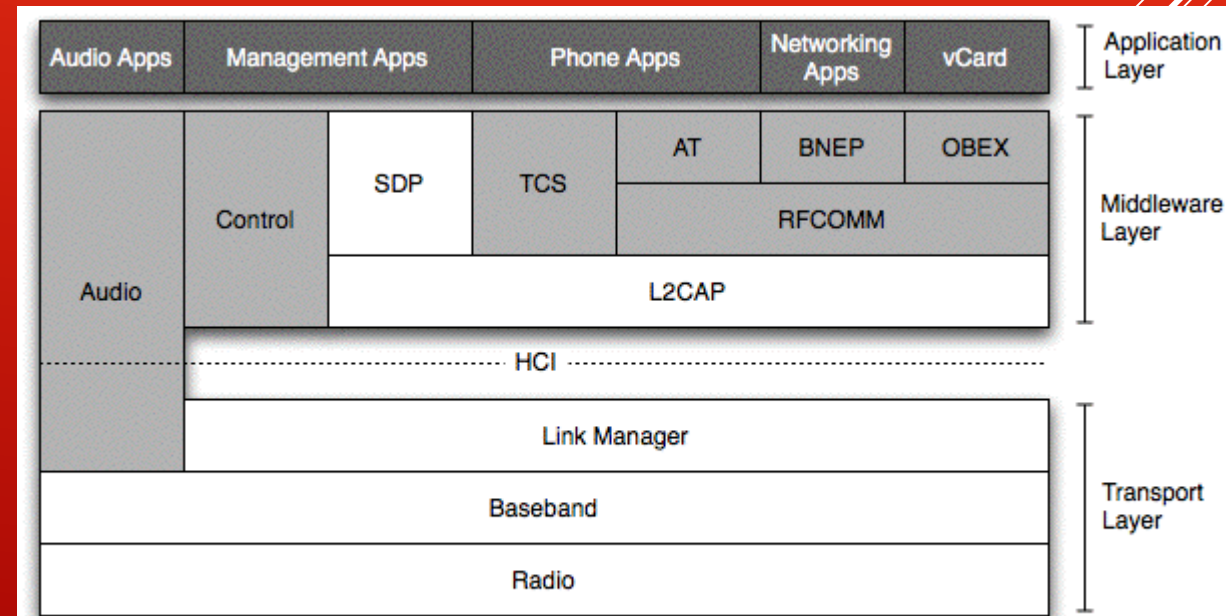 Audio Apps
Management Apps
Phone Apps
Networking
Apps
vCard
Application
Layer
Audio
Control
SDP
TCS
AT
BNEP
OBEX
RFCOMM
L2CAP
Middleware
Layer
HCI
Link Manager
Baseband
Radio
Transport
Layer